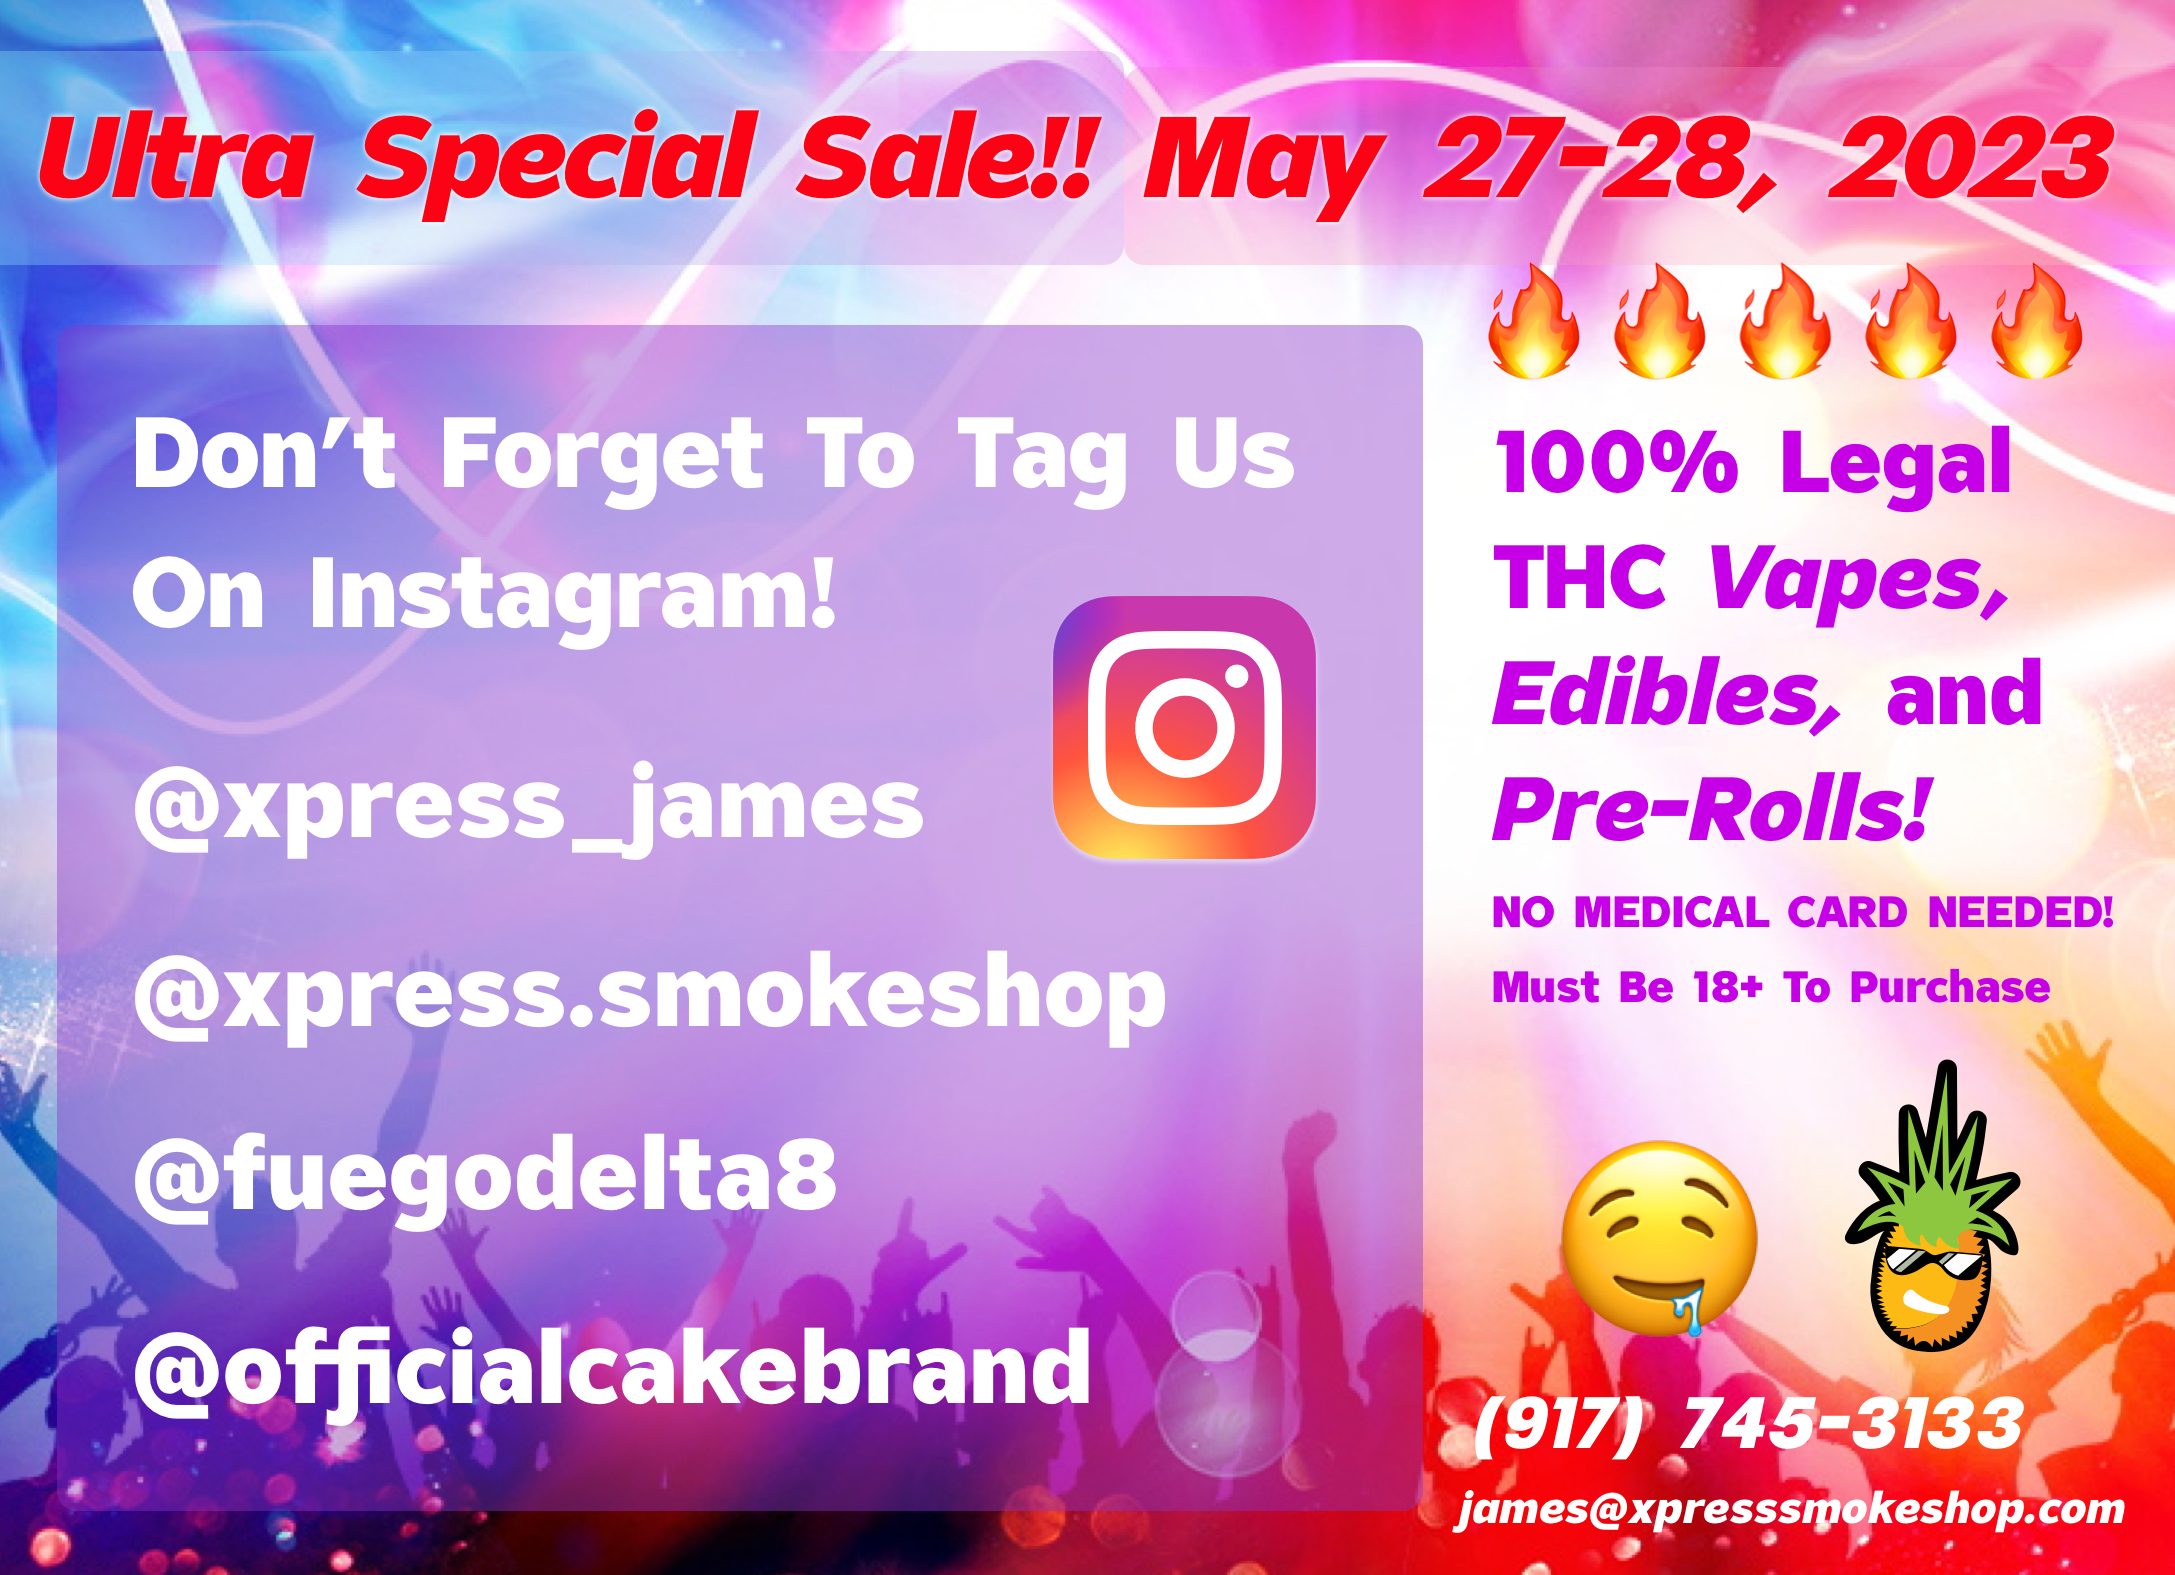 Ultra Special Sale!! May 27-28, 2023
Don't Forget To Tag Us
On Instagram!
@xpress_james
@xpress.smokeshop
@fuegodelta8
@officialcakebrand
🔥🔥🔥🔥🔥
100% Legal
THC Vapes,
Edibles, and
Pre-Rolls!
NO MEDICAL CARD NEEDED!
Must Be 18+ To Purchase
(917) 745-3133
james@xpresssmokeshop.com